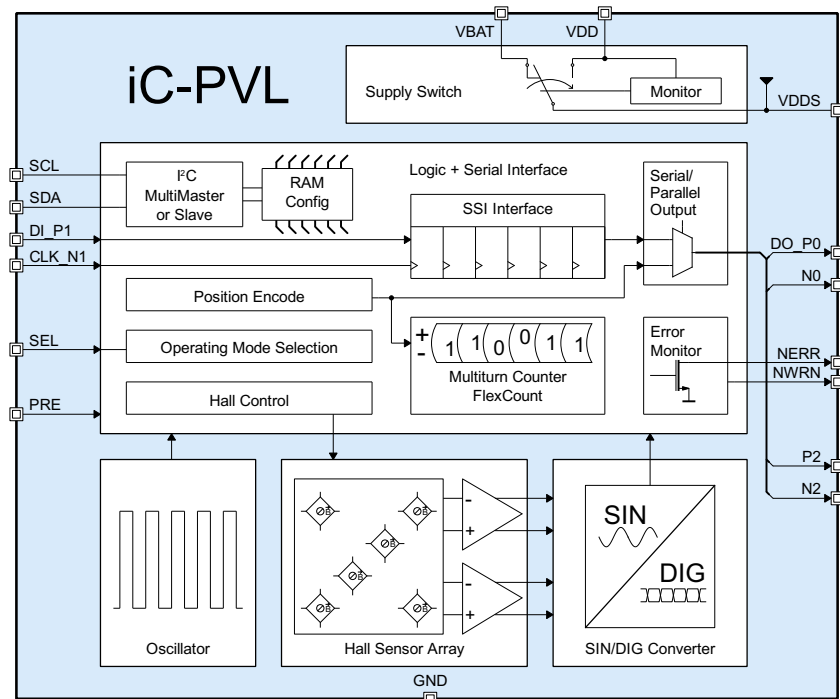 VBAT
VDD
iC-PVL
Supply Switch
Monitor
VDDS
SCL
SDA
DI_P1
CLK_N1
SEL
PRE
I²C
MultiMaster
or Slave
RAM
Config
Logic + Serial Interface
SSI Interface
Serial/
Parallel
Output
DO_P0
N0
Position Encode
Operating Mode Selection
Hall Control
+
-
1 1 0 0 1 1
Multiturn Counter
FlexCount
Error
Monitor
NERR
NWRN
P2
N2
Oscillator
B
B
B
B
B
B
-
+
-
+
Hall Sensor Array
SIN
DIG
SIN/DIG Converter
GND